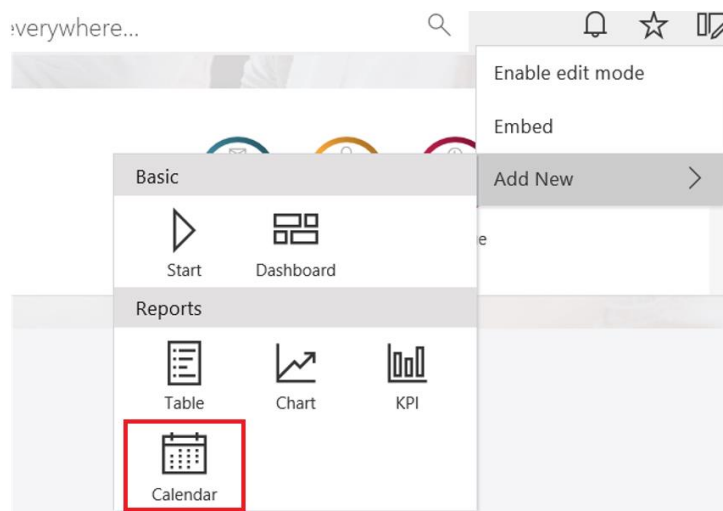 everywhere...
Enable edit mode
Embed
Add New
Basic
Start Dashboard
e
Reports
Table Chart KPI
Calendar